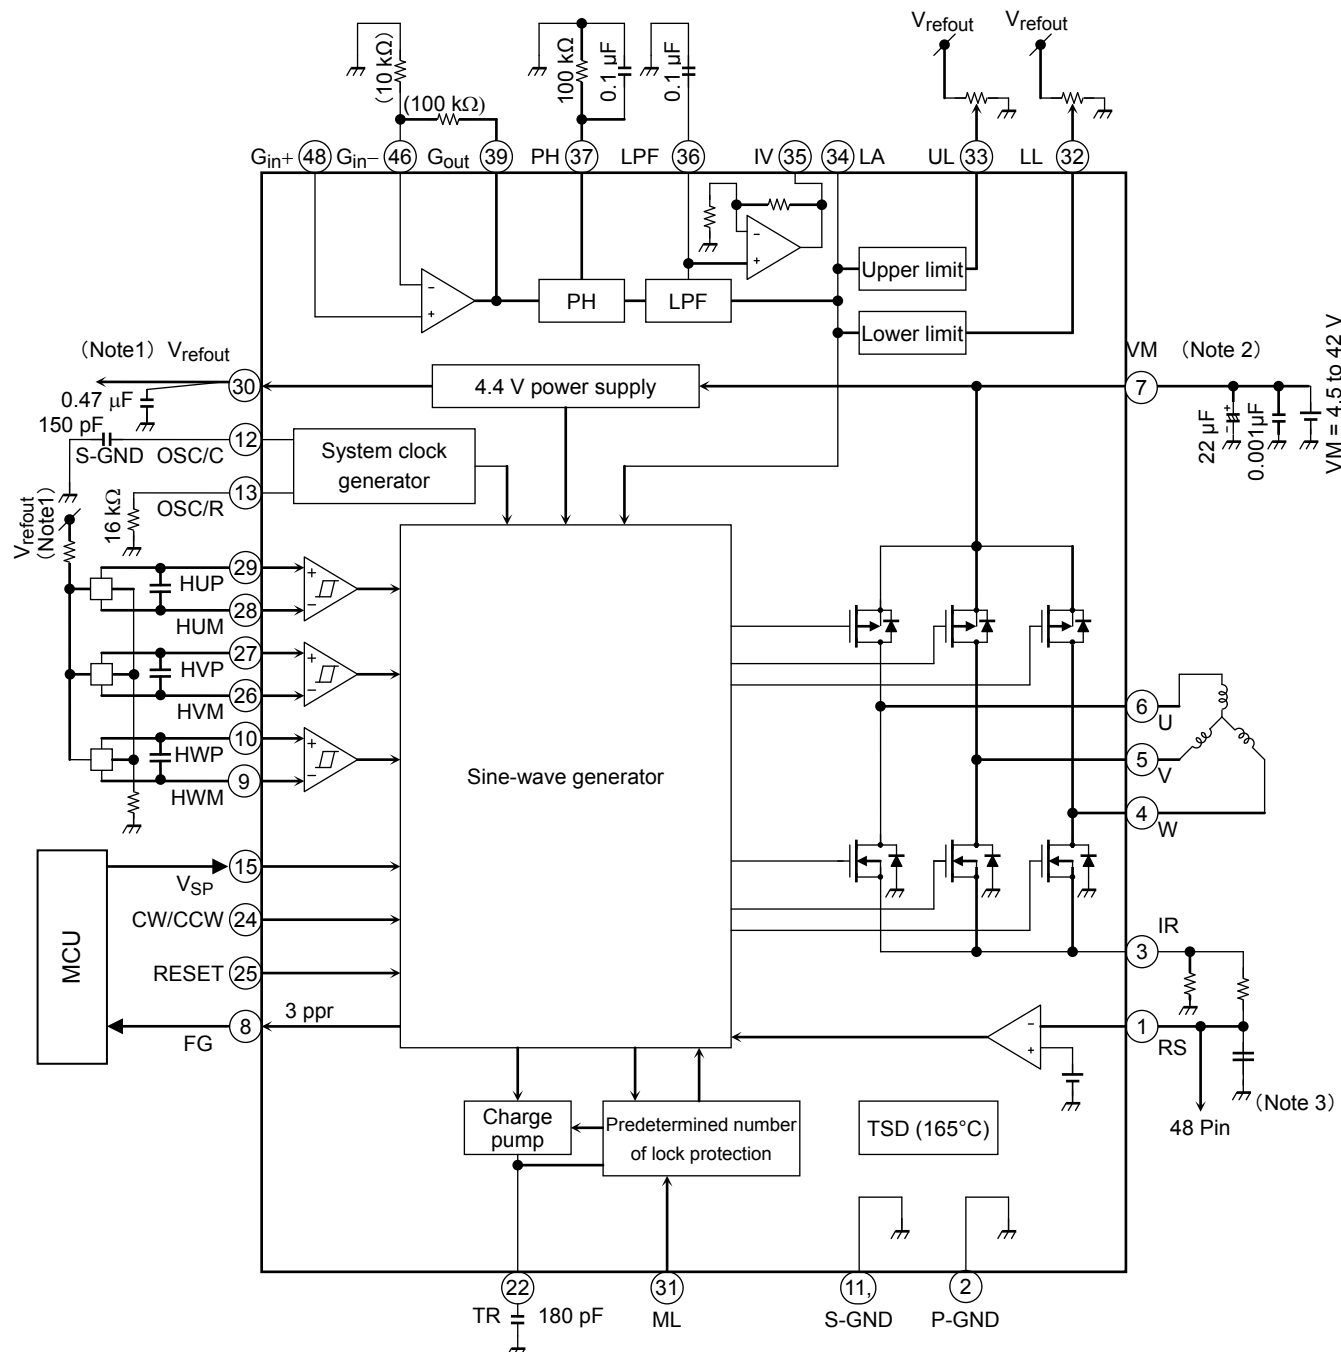 Vrefout
Vrefout
(10 kΩ)
(100 kΩ)
100 kΩ
0.1 μF
0.1 μF
Gin+ 48
Gin− 46
Gout 39
PH 37
LPF 36
IV 35
34 LA
UL 33
LL 32
Upper limit
Lower limit
PH
LPF
(Note1) Vrefout
30
0.47 μF
4.4 V power supply
VM (Note 2)
7
22 μF
0.001μF
VM = 4.5 to 42 V
150 pF
12
S-GND OSC/C
System clock
generator
13
OSC/R
16 kΩ
Vrefout
(Note1)
29
HUP
28
HUM
27
HVP
26
HVM
10
HWP
9
HWM
Sine-wave generator
6
U
5
V
4
W
MCU
15
VSP
CW/CCW 24
RESET 25
8
FG
3 ppr
IR
3
1
RS
(Note 3)
48 Pin
Charge
pump
Predetermined number
of lock protection
TSD (165°C)
22
TR 180 pF
31
ML
11,
S-GND
2
P-GND
+
-
-
+
-
+
+
−
+
−
+
−
-
+